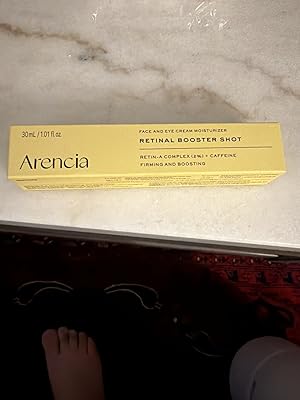 30mL / 1.01 fl.oz.
Arencia
FACE AND EYE CREAM MOISTURIZER
RETINAL BOOSTER SHOT
RETIN-A COMPLEX (2%) + CAFFEINE
FIRMING AND BOOSTING